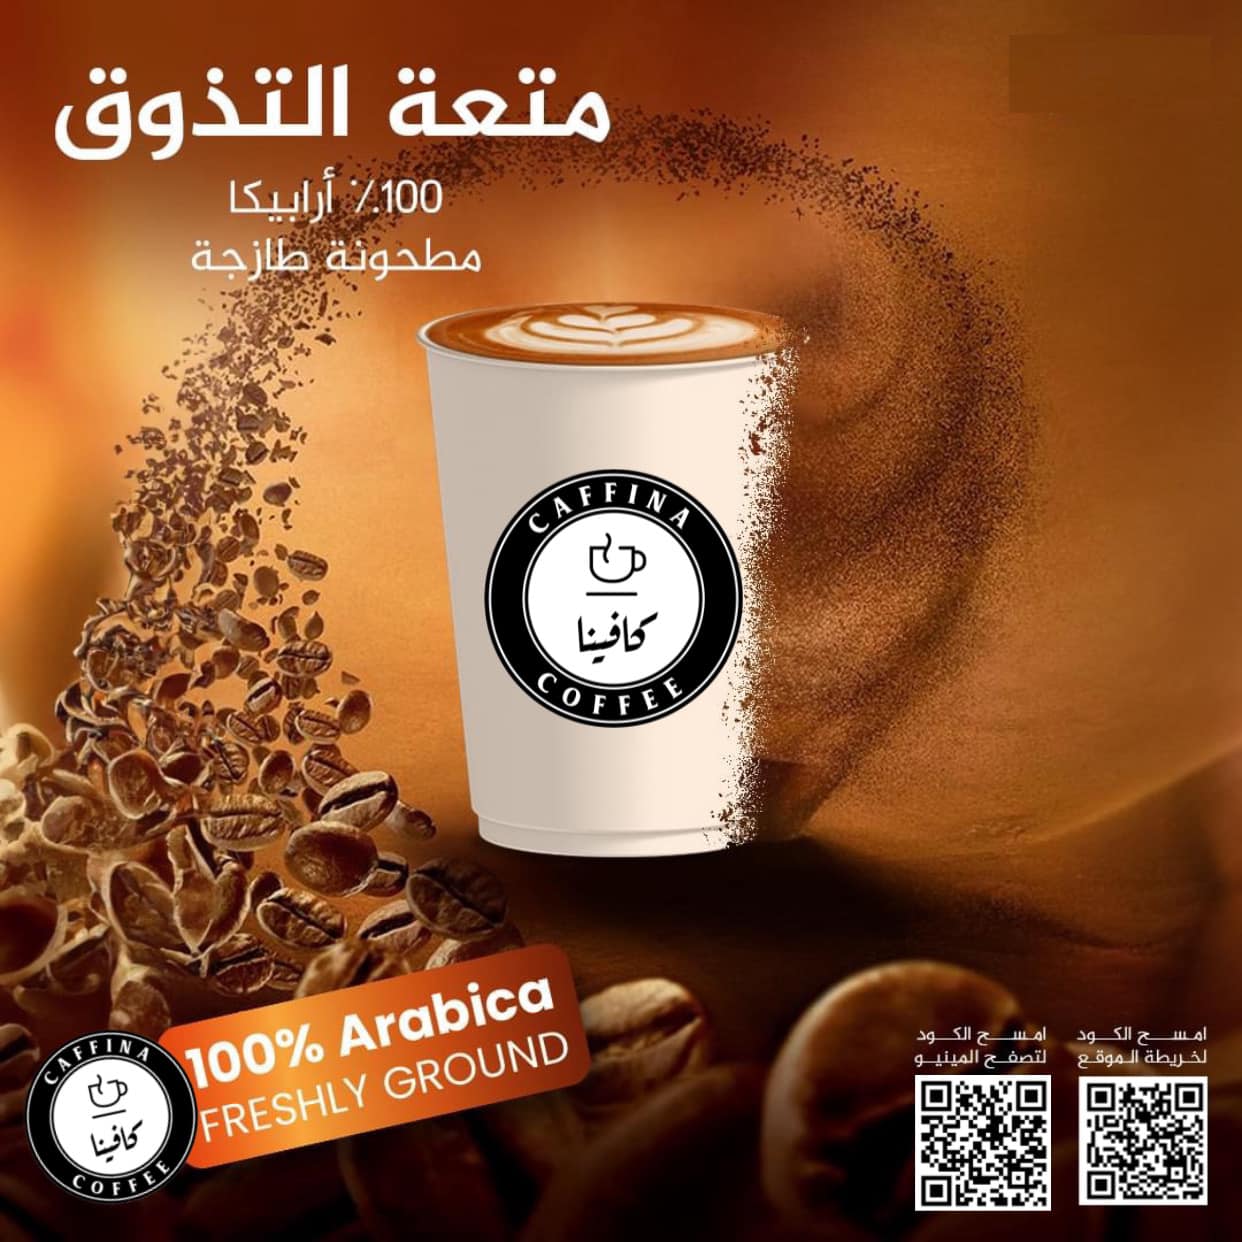 متعة التذوق
100٪ أرابيكا
مطحونة طازجة
CAFFINA
كافينا
COFFEE
100% Arabica
FRESHLY GROUND
CAFFINA
كافينا
COFFEE
امسح الكود
لخريطة الموقع
امسح الكود
لتصفح المينيو